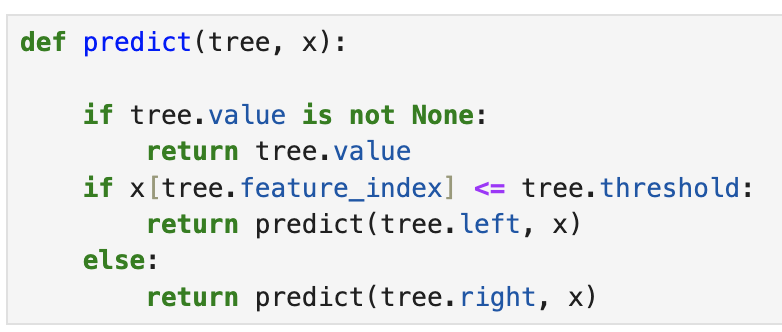 def predict(tree, x):
    if tree.value is not None:
        return tree.value
    if x[tree.feature_index] <= tree.threshold:
        return predict(tree.left, x)
    else:
        return predict(tree.right, x)